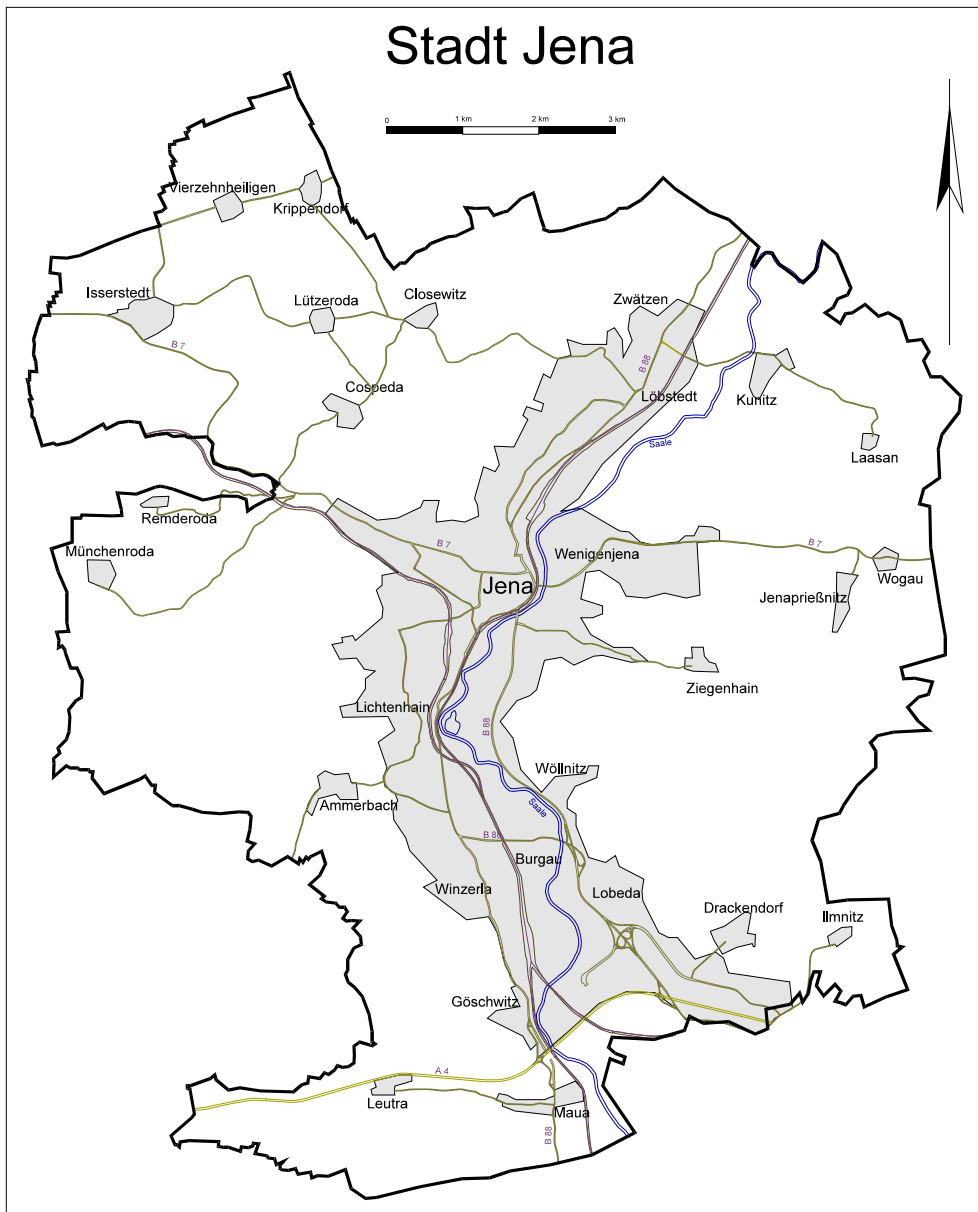 Stadt Jena
0 1 km 2 km 3 km
Vierzehnheiligen
Krippendorf
Isserstedt
Lützeroda
Closewitz
Zwätzen
B 7
B 88
Cospeda
Löbstedt
Kunitz
Saale
Laasan
Remderoda
Münchenroda
B 7
Wenigenjena
B 7
Wogau
Jena
Jenaprießnitz
Ziegenhain
Lichtenhain
B 88
Wöllnitz
Ammerbach
Saale
B 88
Burgau
Winzerla
Lobeda
Drackendorf
Ilmnitz
Göschwitz
A 4
Leutra
Maua
B 88